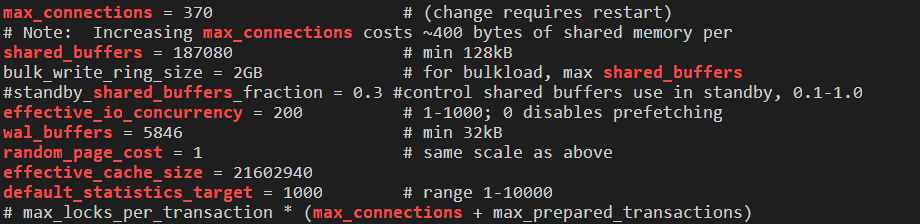 max_connections = 370                   # (change requires restart)
# Note:  Increasing max_connections costs ~400 bytes of shared memory per
shared_buffers = 187080                 # min 128kB
bulk_write_ring_size = 2GB              # for bulkload, max shared_buffers
#standby_shared_buffers_fraction = 0.3 #control shared buffers use in standby, 0.1-1.0
effective_io_concurrency = 200          # 1-1000; 0 disables prefetching
wal_buffers = 5846                      # min 32kB
random_page_cost = 1                    # same scale as above
effective_cache_size = 21602940
default_statistics_target = 1000        # range 1-10000
# max_locks_per_transaction * (max_connections + max_prepared_transactions)